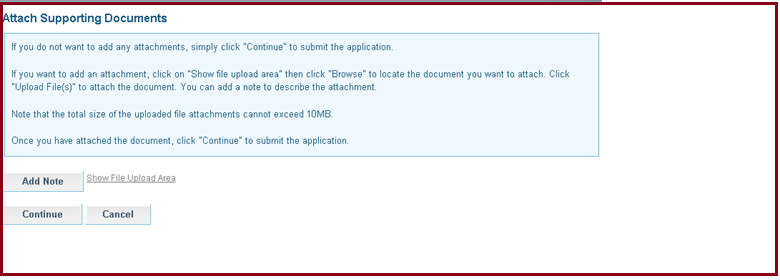 Attach Supporting Documents
If you do not want to add any attachments, simply click "Continue" to submit the application.
If you want to add an attachment, click on "Show file upload area" then click "Browse" to locate the document you want to attach. Click
"Upload File(s)" to attach the document. You can add a note to describe the attachment.
Note that the total size of the uploaded file attachments cannot exceed 10MB.
Once you have attached the document, click "Continue" to submit the application.
Add Note Show File Upload Area
Continue Cancel